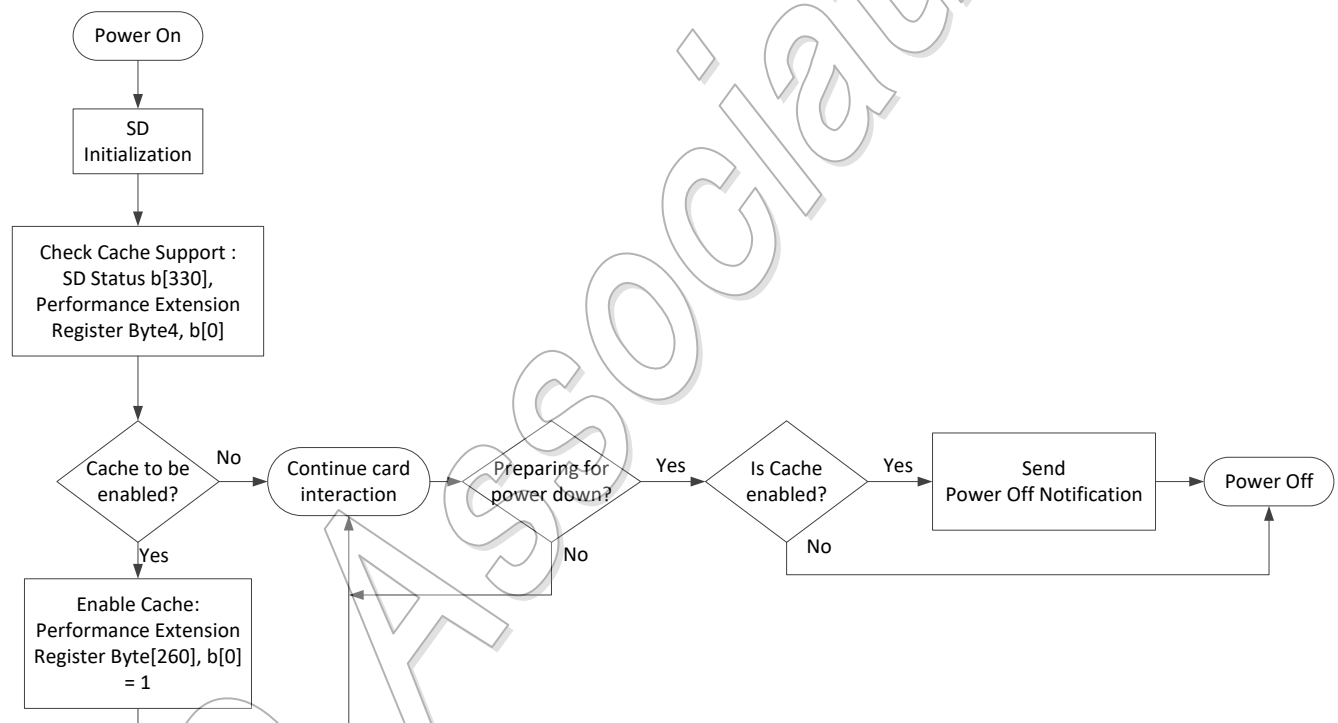 Power On
SD
Initialization
Check Cache Support :
SD Status b[330],
Performance Extension
Register Byte4, b[0]
Cache to be
enabled?
No
Yes
Continue card
interaction
Preparing for
power down?
Yes
No
Is Cache
enabled?
Yes
No
Send
Power Off Notification
Power Off
Enable Cache:
Performance Extension
Register Byte[260], b[0]
= 1
Associati